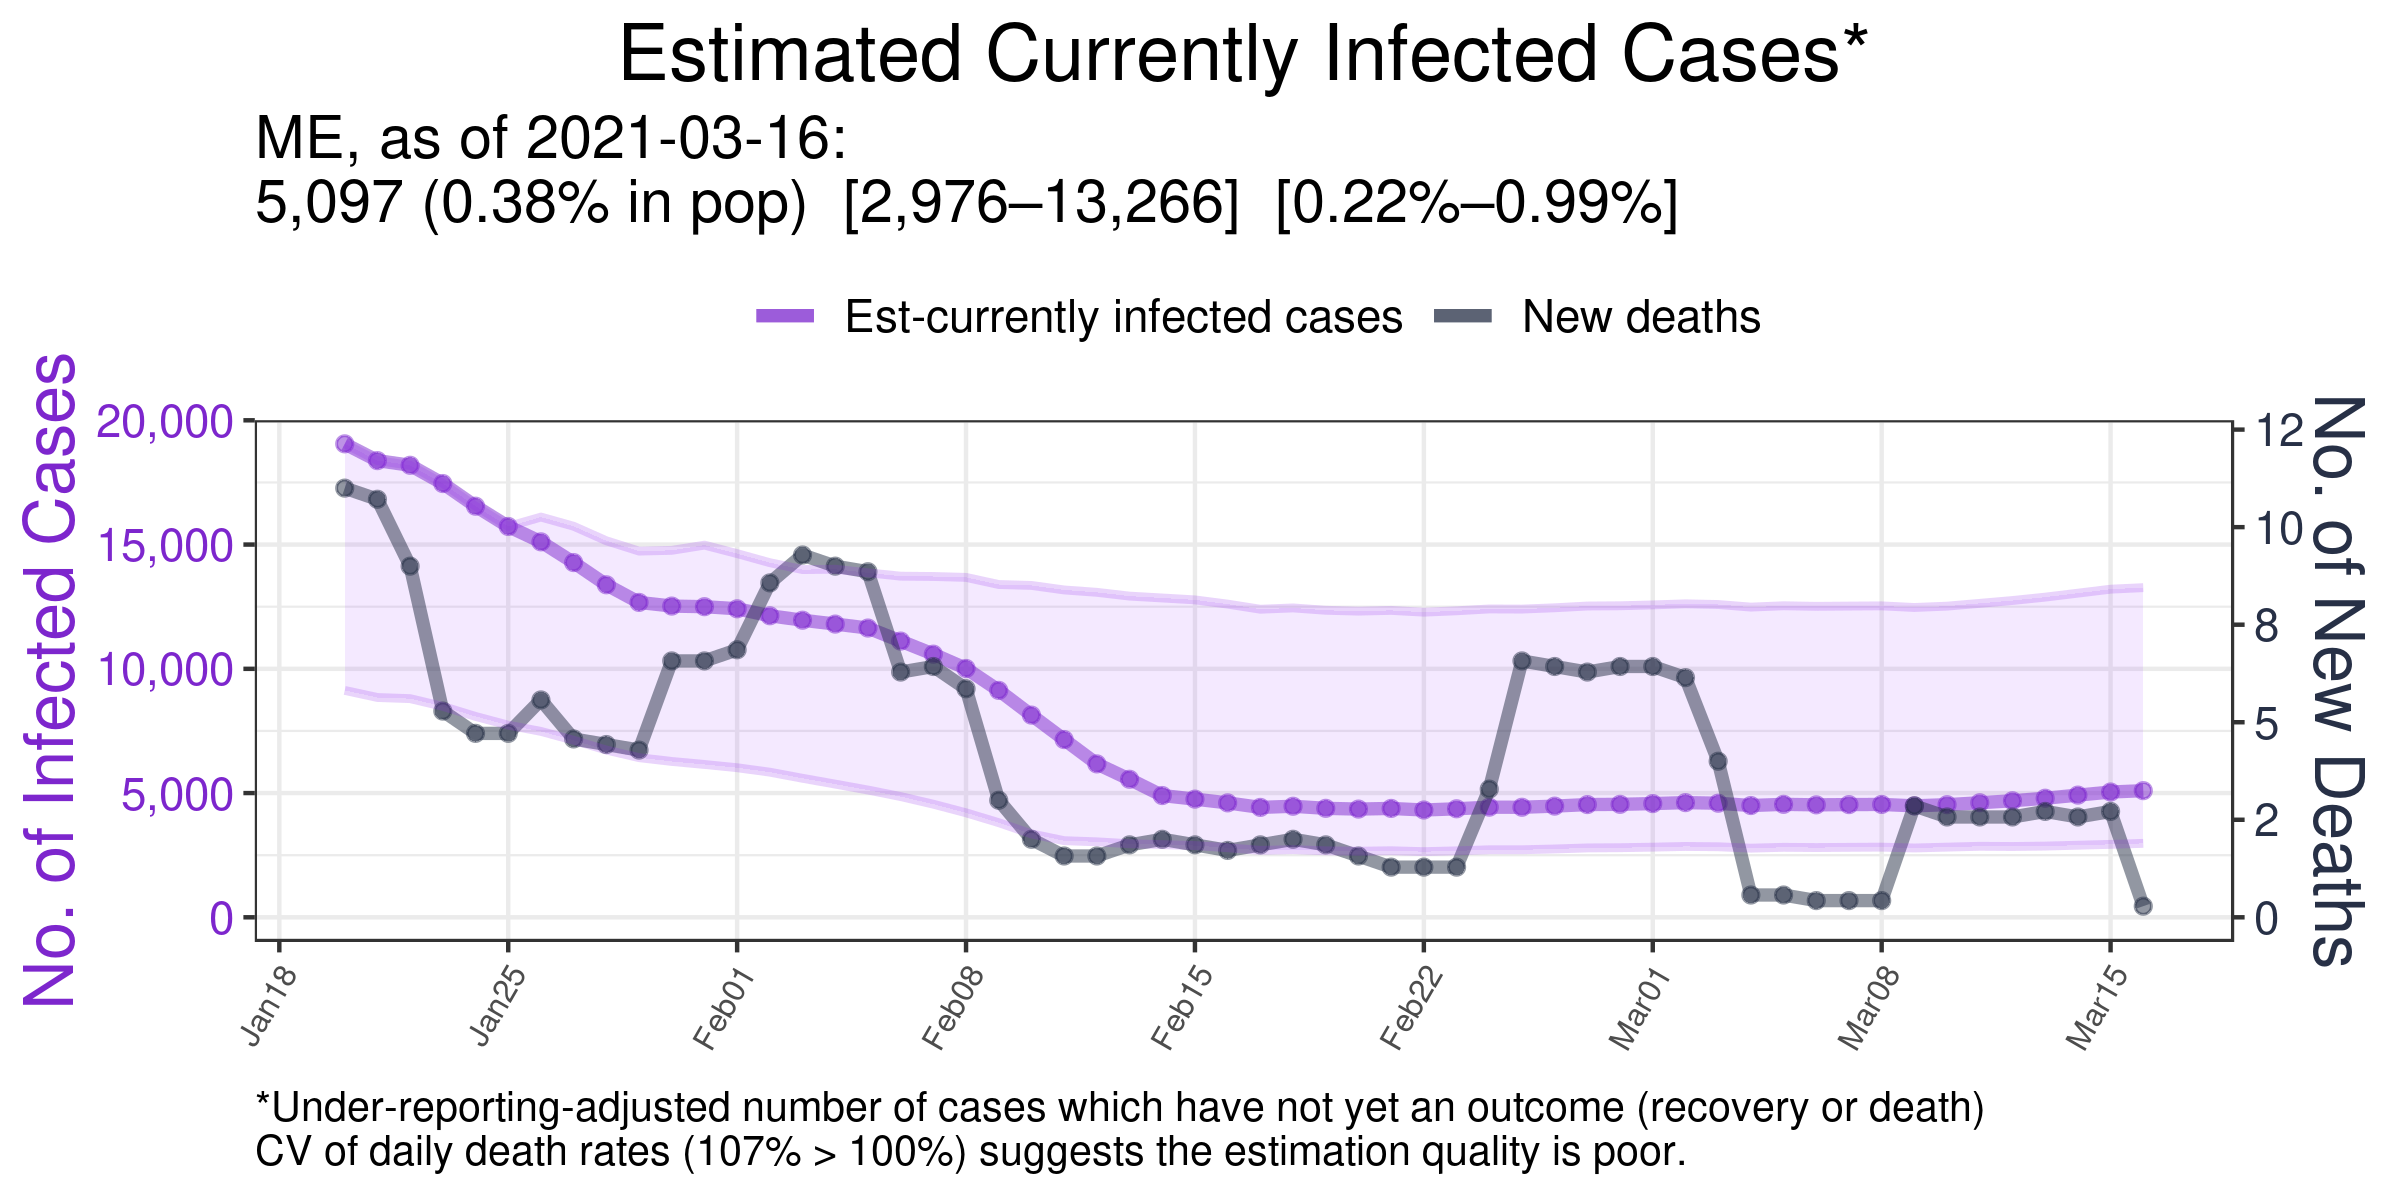 Estimated Currently Infected Cases*
ME, as of 2021-03-16:
5,097 (0.38% in pop)  [2,976–13,266]  [0.22%–0.99%]
Est-currently infected cases
New deaths
No. of Infected Cases
20,000
15,000
10,000
5,000
0
12
10
8
5
2
0
No. of New Deaths
Jan18
Jan25
Feb01
Feb08
Feb15
Feb22
Mar01
Mar08
Mar15
*Under-reporting-adjusted number of cases which have not yet an outcome (recovery or death)
CV of daily death rates (107% > 100%) suggests the estimation quality is poor.